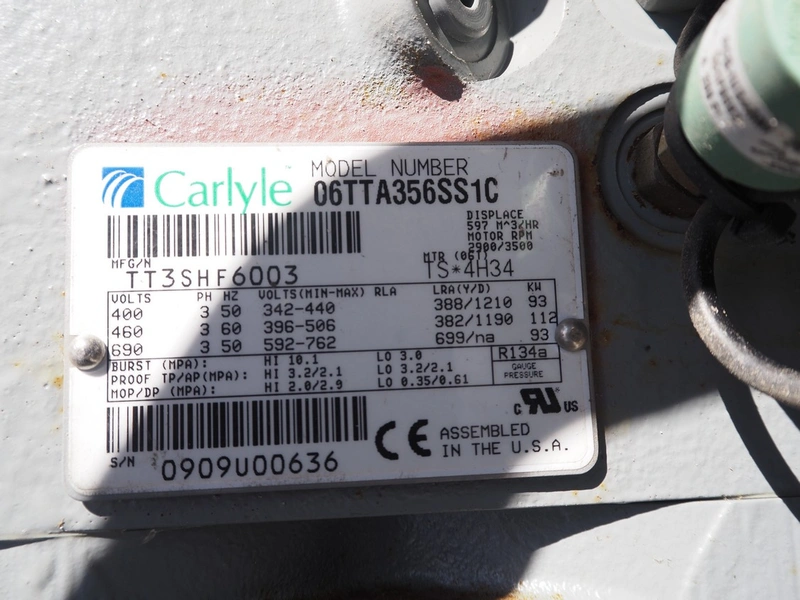 Carlyle™ MODEL NUMBER
06TTA356SS1C
DISPLACE
597 M^3/HR
MOTOR RPM
2900/3500
MFG/N
TT3SHF6003
MTR (06T)
TS*4H34
VOLTS PH HZ VOLTS(MIN-MAX) RLA LRA(Y/D) KW
400 3 50 342-440 388/1210 93
460 3 60 396-506 382/1190 112
690 3 50 592-762 699/na 93
BURST (MPA): HI 10.1 LO 3.0
PROOF TP/AP(MPA): HI 3.2/2.1 LO 3.2/2.1
MOP/DP (MPA): HI 2.0/2.9 LO 0.35/0.61
R134a
GAUGE
PRESSURE
C UR US
S/N 0909U00636
CE ASSEMBLED
IN THE U.S.A.